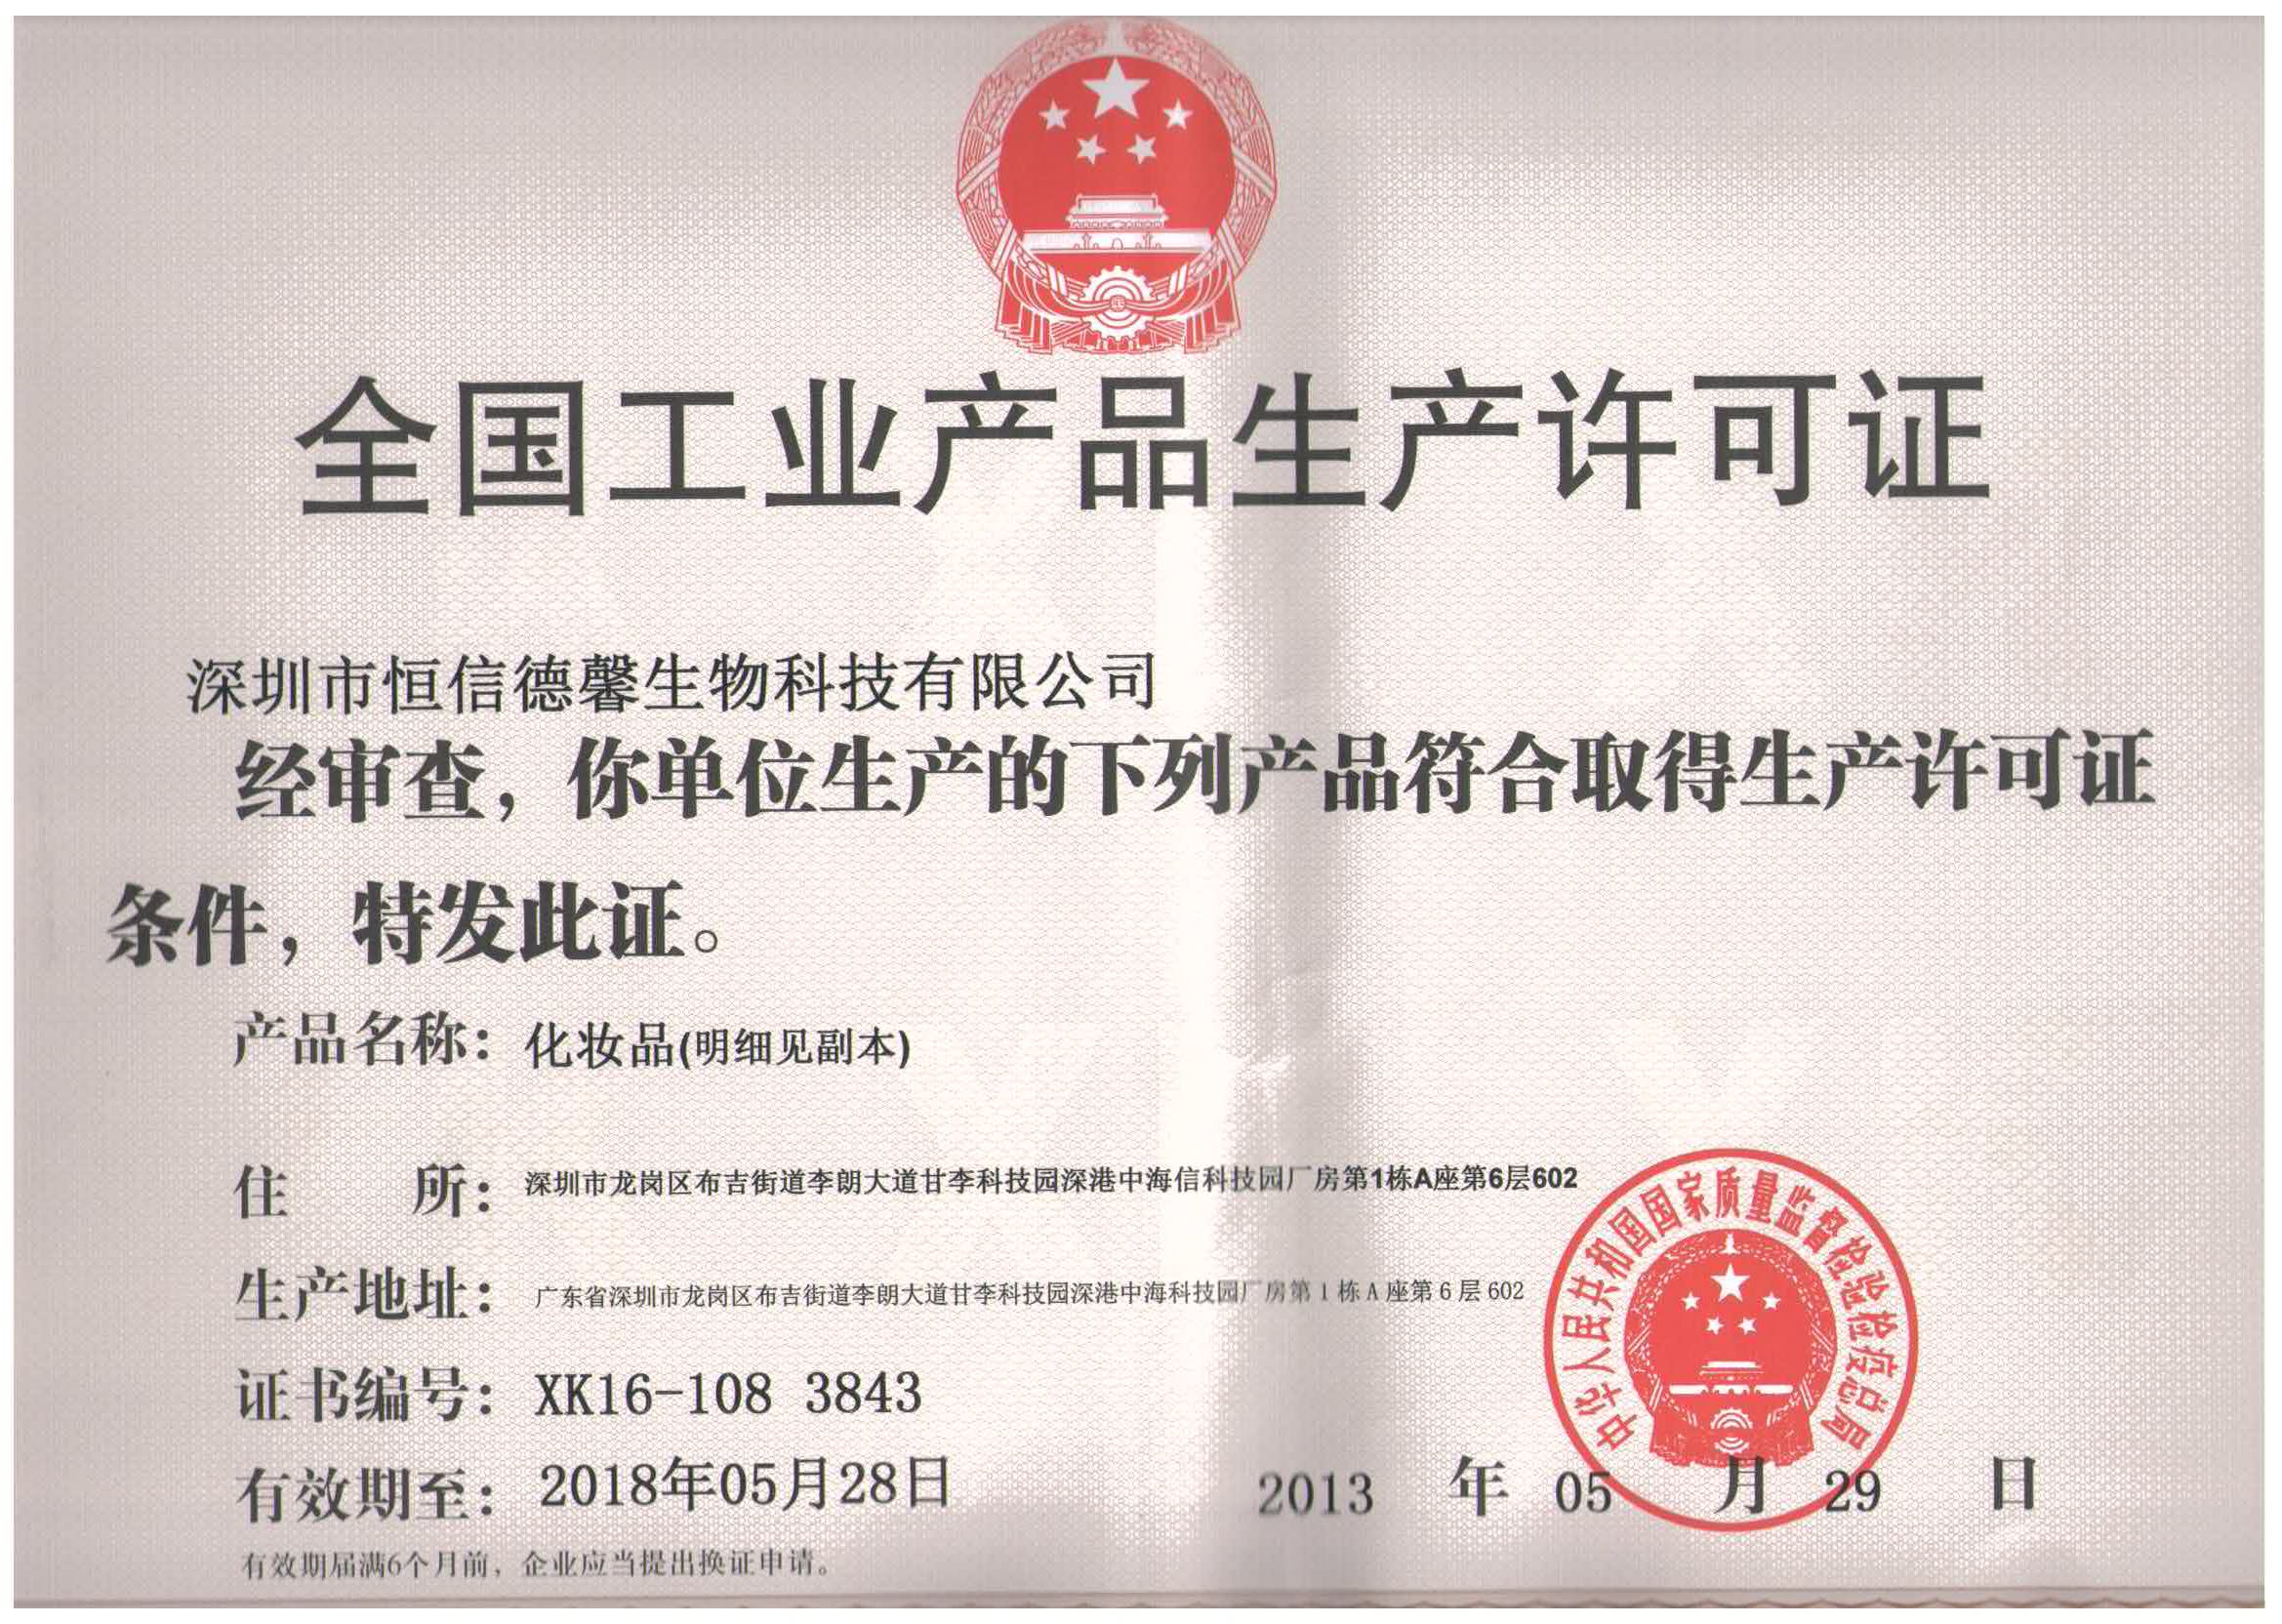 全国工业产品生产许可证
深圳市恒信德馨生物科技有限公司
经审查，你单位生产的下列产品符合取得生产许可证
条件，特发此证。
产品名称：化妆品(明细见副本)
住 所：深圳市龙岗区布吉街道李朗大道甘李科技园深港中海信科技园厂房第1栋A座第6层602
生产地址：广东省深圳市龙岗区布吉街道李朗大道甘李科技园深港中海科技园厂房第1栋A座第6层602
中华人民共和国国家质量监督检验检疫总局
证书编号：XK16-108 3843
有效期至：2018年05月28日
2013 年 05 月 29 日
有效期届满6个月前，企业应当提出换证申请。